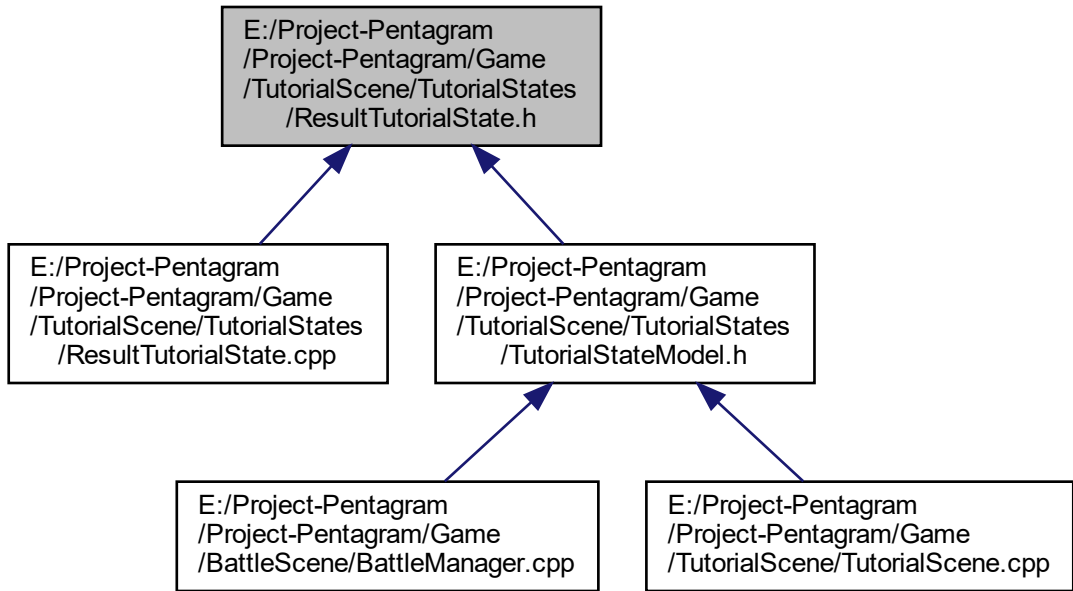 E:/Project-Pentagram
/Project-Pentagram/Game
/TutorialScene/TutorialStates
/ResultTutorialState.h
E:/Project-Pentagram
/Project-Pentagram/Game
/TutorialScene/TutorialStates
/ResultTutorialState.cpp
E:/Project-Pentagram
/Project-Pentagram/Game
/TutorialScene/TutorialStates
/TutorialStateModel.h
E:/Project-Pentagram
/Project-Pentagram/Game
/BattleScene/BattleManager.cpp
E:/Project-Pentagram
/Project-Pentagram/Game
/TutorialScene/TutorialScene.cpp